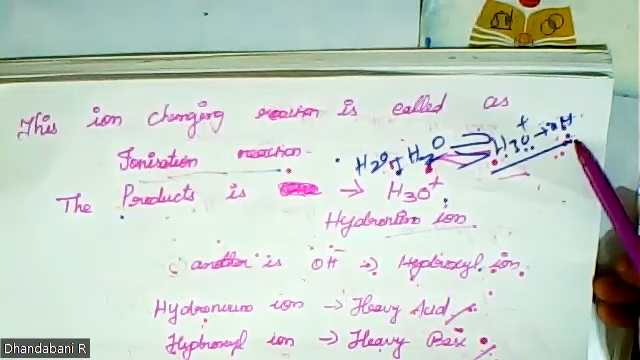 This ion changing reaction is called as
Ionisation reaction.
H2O + H2O → H3O+ + OH-
The Products is → H3O+
Hydronium ion
another is OH- → Hydroxyl ion.
Hydronium ion → Heavy Acid
Hydroxyl ion → Heavy Base
Dhandabani R